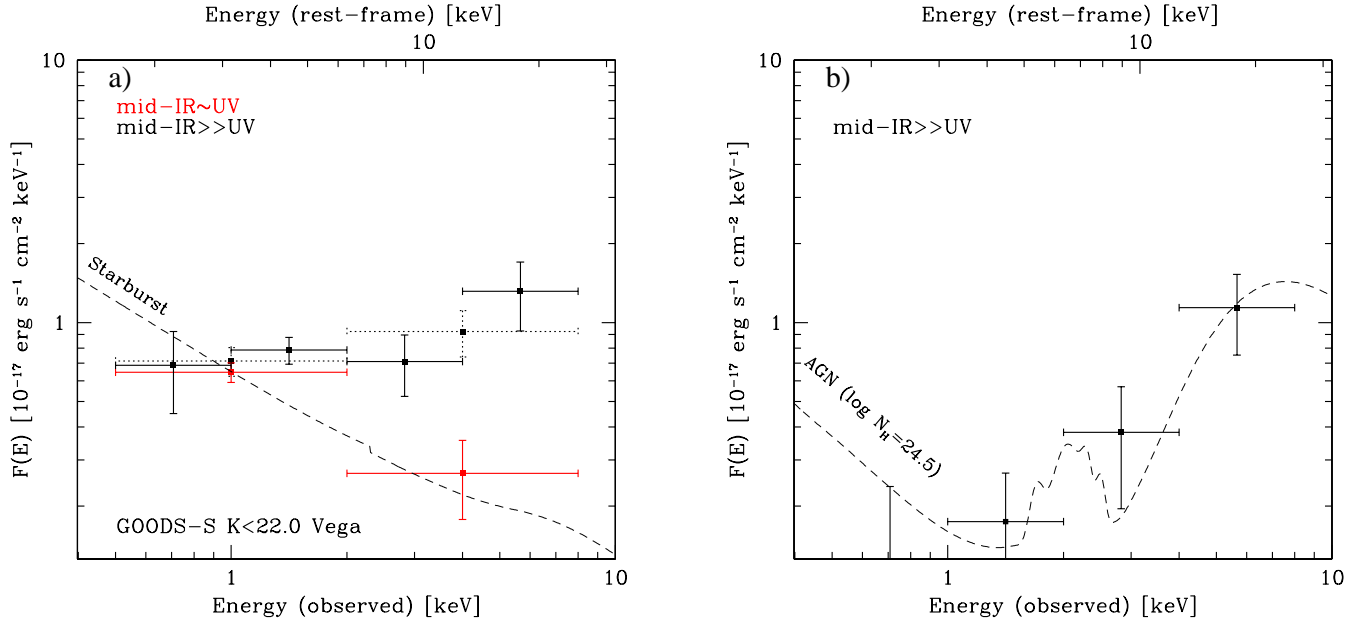 Energy (rest-frame) [keV]
10
10
a)
mid-IR~UV
mid-IR>>UV
Starburst
1
F(E) [10⁻¹⁷ erg s⁻¹ cm⁻² keV⁻¹]
GOODS-S K<22.0 Vega
1
10
Energy (observed) [keV]
Energy (rest-frame) [keV]
10
10
b)
mid-IR>>UV
1
F(E) [10⁻¹⁷ erg s⁻¹ cm⁻² keV⁻¹]
AGN (log N_H=24.5)
1
10
Energy (observed) [keV]